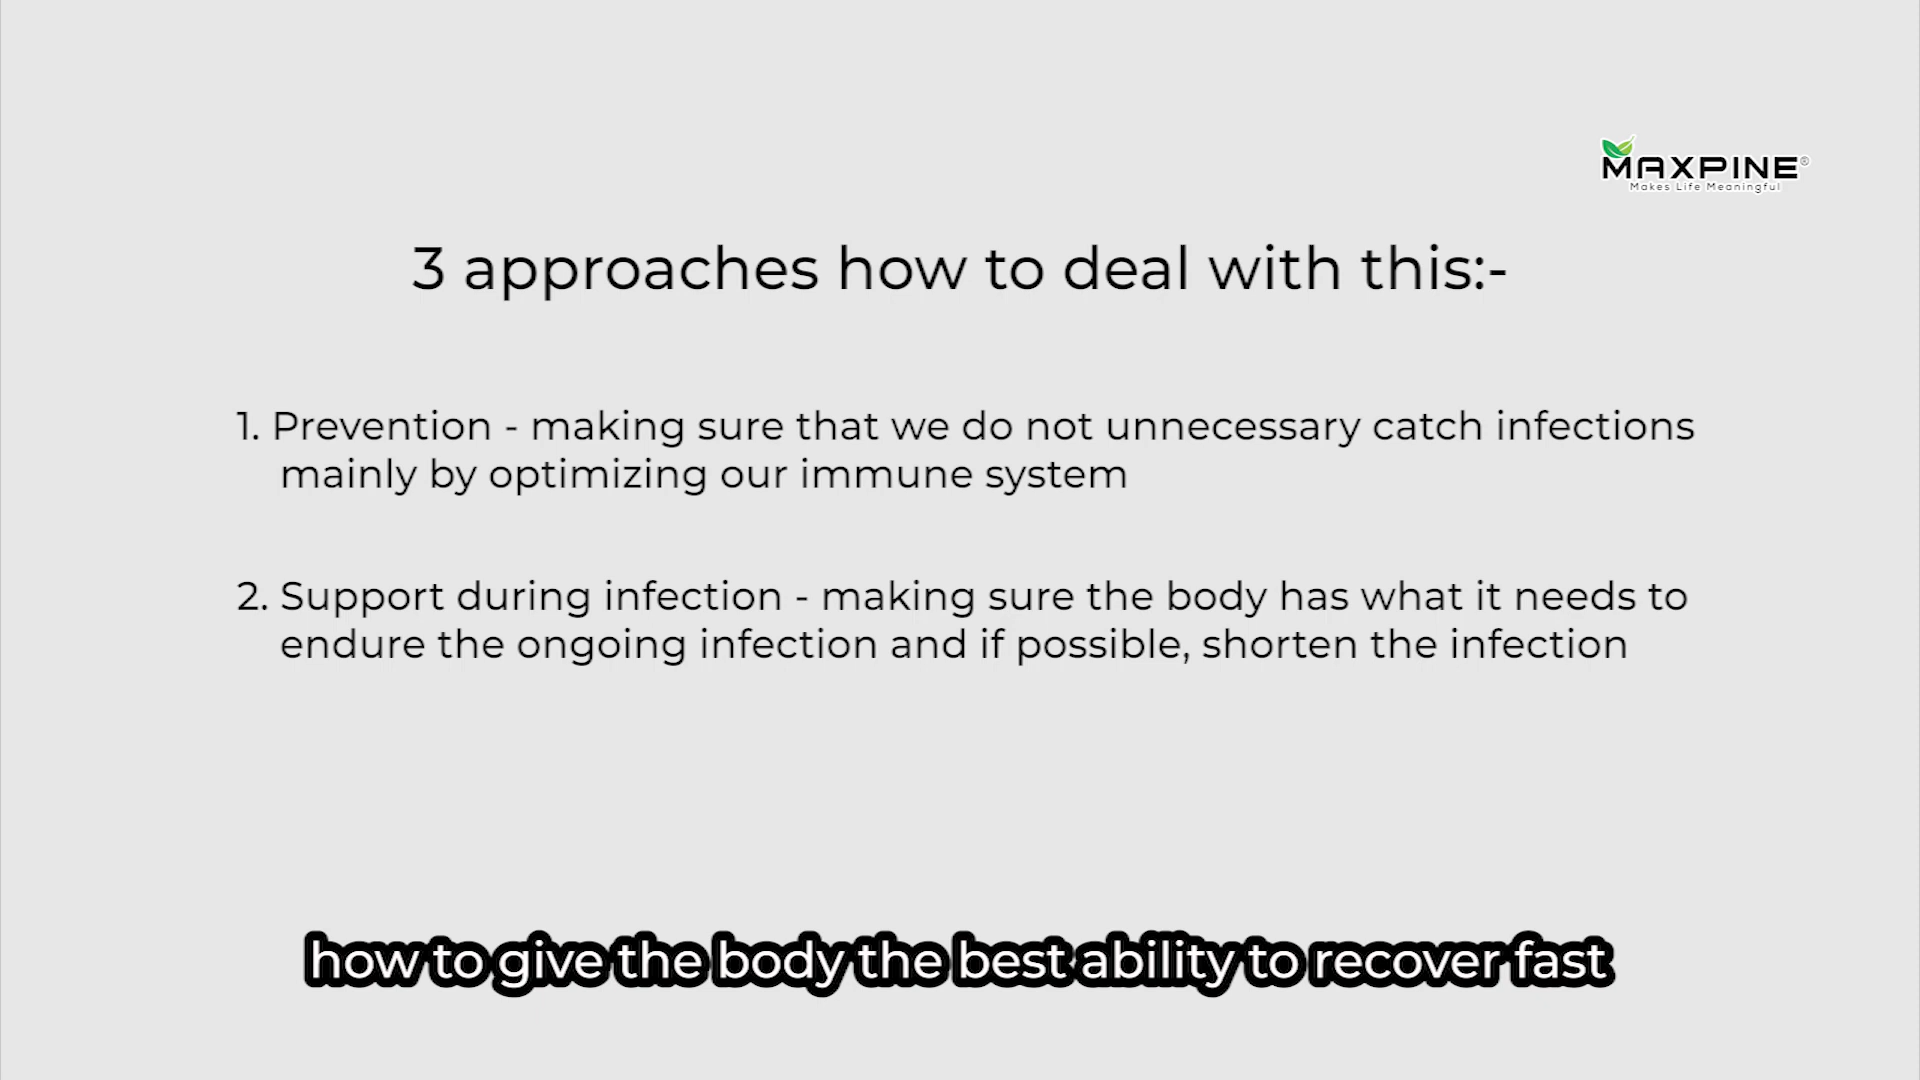 MAXPINE®
Makes Life Meaningful
3 approaches how to deal with this:-
1. Prevention - making sure that we do not unnecessary catch infections
mainly by optimizing our immune system
2. Support during infection - making sure the body has what it needs to
endure the ongoing infection and if possible, shorten the infection
how to give the body the best ability to recover fast